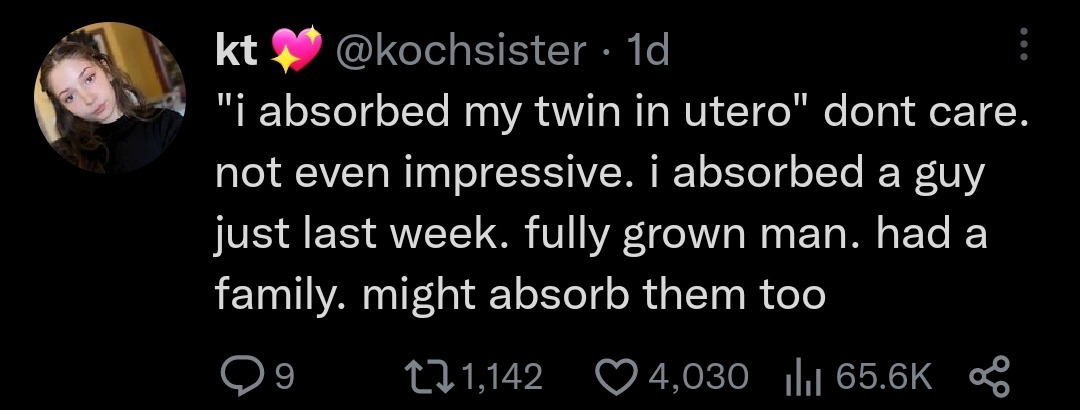 kt 💖 @kochsister · 1d
"i absorbed my twin in utero" dont care.
not even impressive. i absorbed a guy
just last week. fully grown man. had a
family. might absorb them too
9 1,142 4,030 65.6K